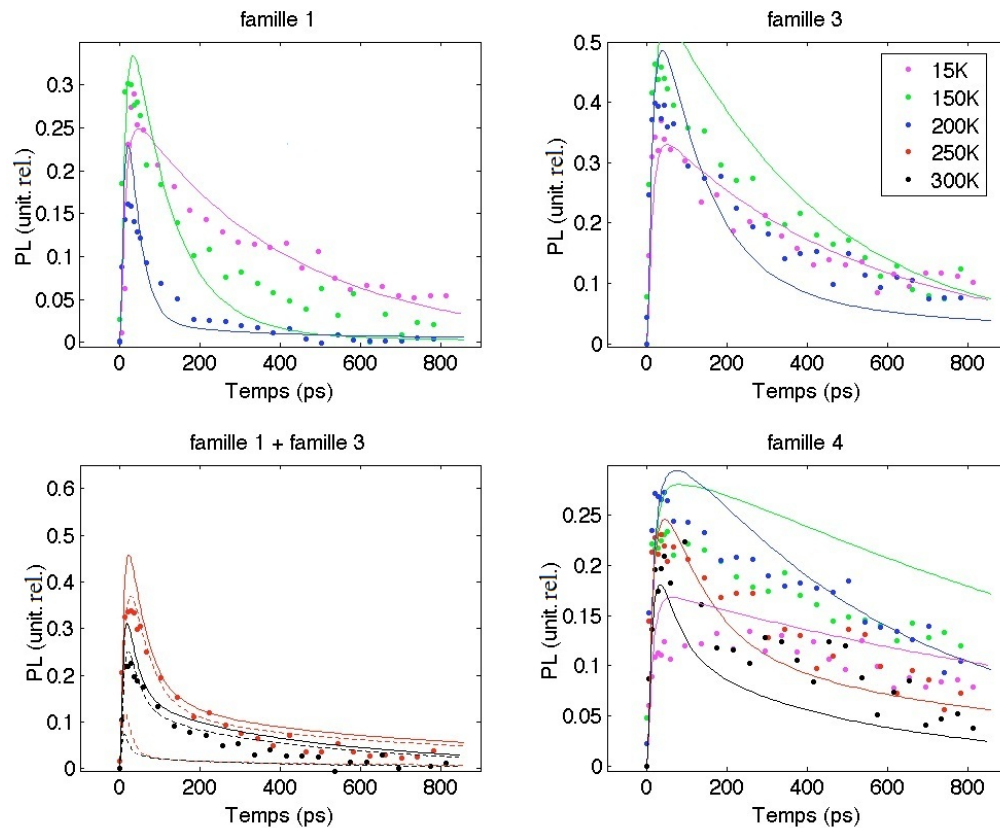 famille 1
famille 3
0.3
0.25
0.2
0.15
0.1
0.05
0
PL (unit. rel.)
0 200 400 600 800
Temps (ps)
0.5
0.4
0.3
0.2
0.1
0
PL (unit. rel.)
0 200 400 600 800
Temps (ps)
15K
150K
200K
250K
300K
famille 1 + famille 3
famille 4
0.6
0.5
0.4
0.3
0.2
0.1
0
PL (unit. rel.)
0 200 400 600 800
Temps (ps)
0.25
0.2
0.15
0.1
0.05
0
PL (unit. rel.)
0 200 400 600 800
Temps (ps)